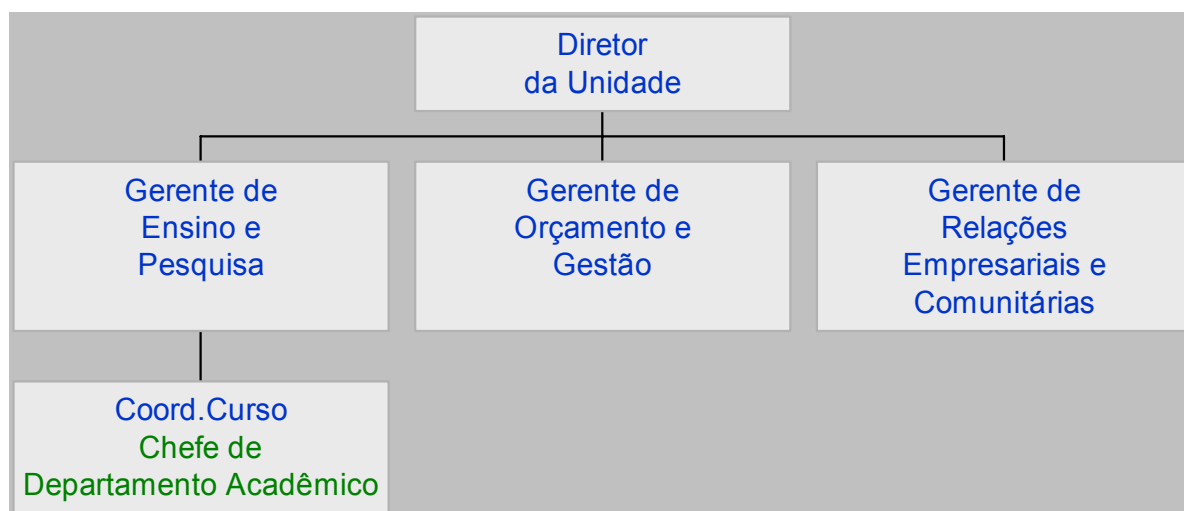 Diretor
da Unidade
Gerente de
Ensino e
Pesquisa
Gerente de
Orçamento e
Gestão
Gerente de
Relações
Empresariais e
Comunitárias
Coord.Curso
Chefe de
Departamento Acadêmico